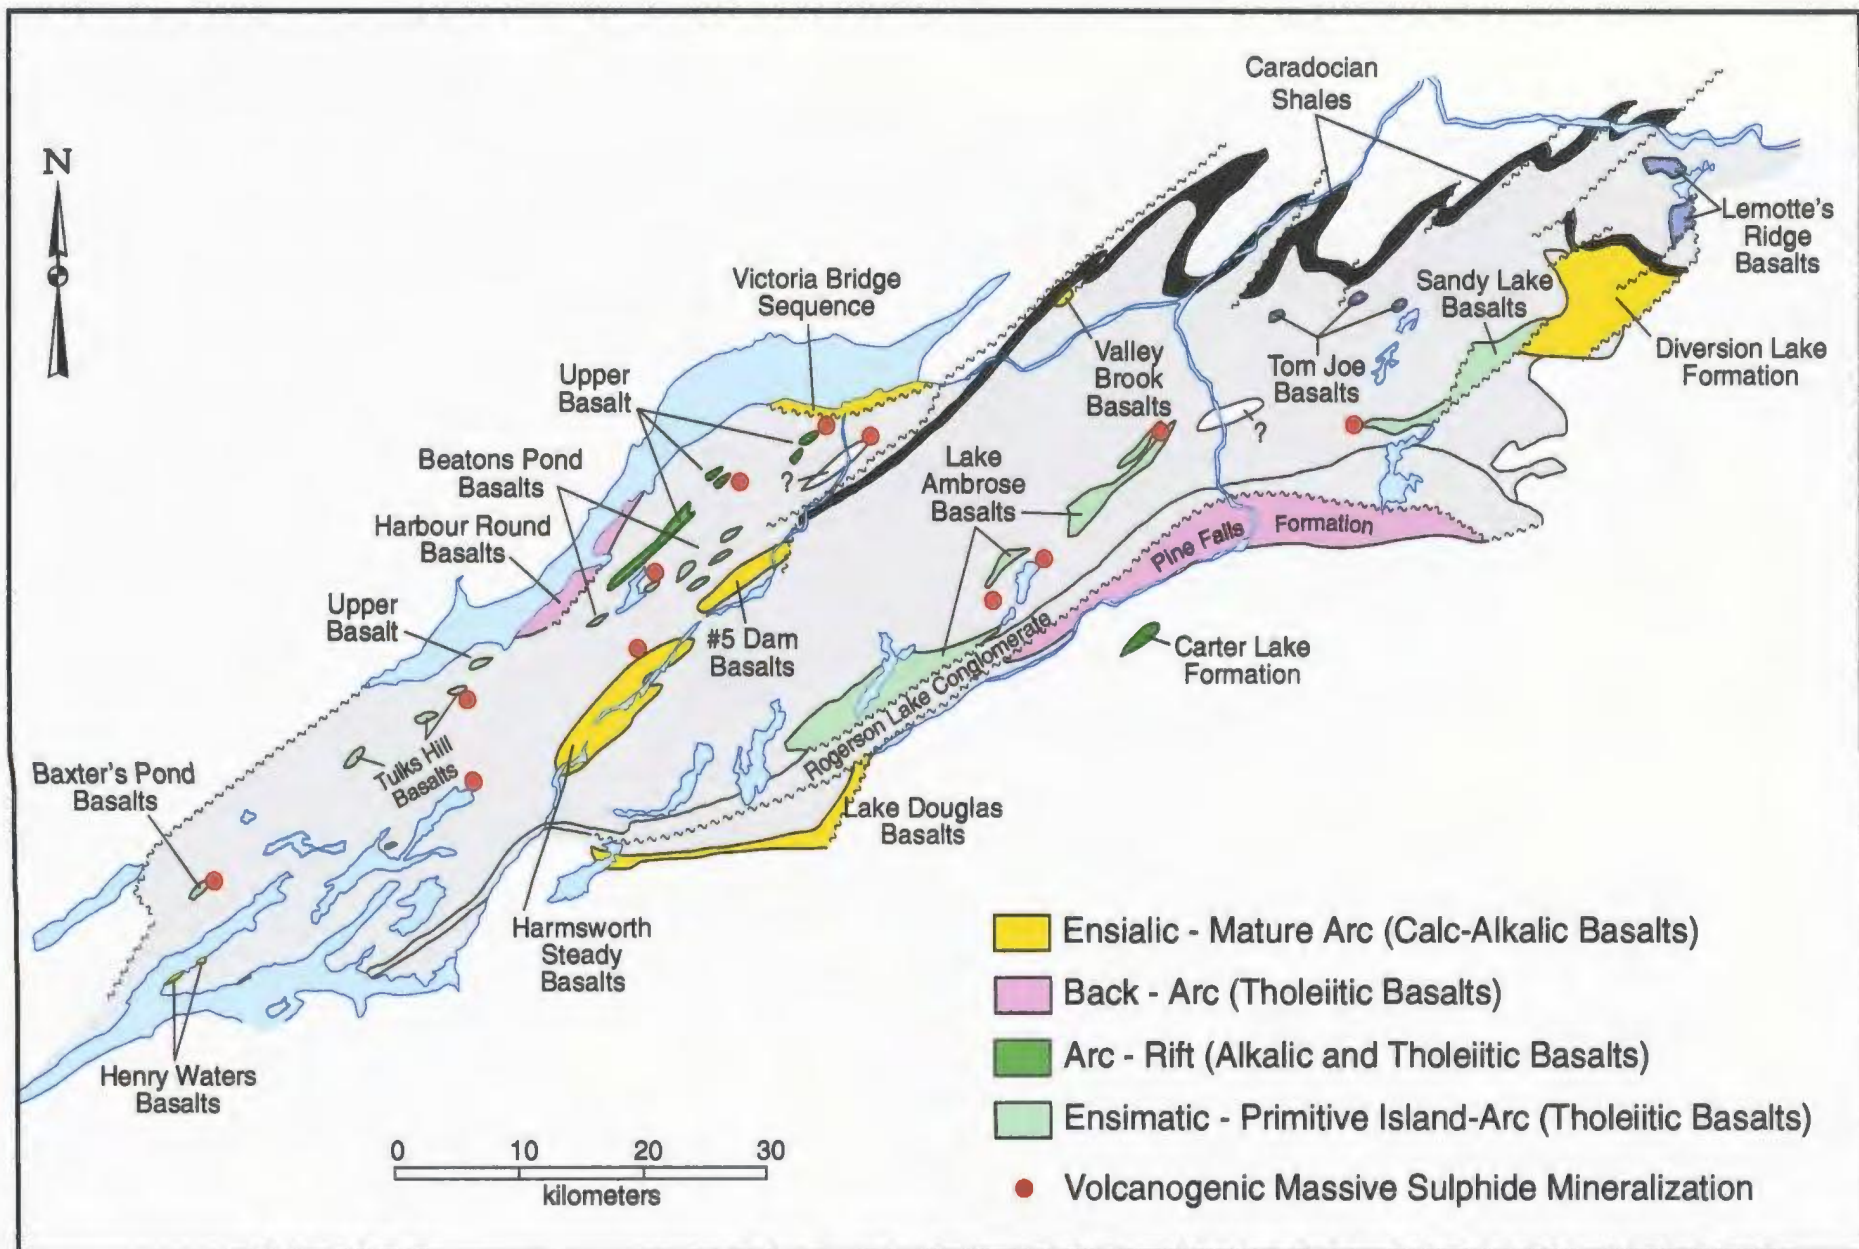 Caradocian
Shales
N
Lemotte's
Ridge
Basalts
Victoria Bridge
Sequence
Sandy Lake
Basalts
Upper
Basalt
Valley
Brook
Basalts
Tom Joe
Basalts
Diversion Lake
Formation
?
?
Beatons Pond
Basalts
Lake
Ambrose
Basalts
Harbour Round
Basalts
Pine Falls Formation
Upper
Basalt
#5 Dam
Basalts
Rogerson Lake Conglomerate
Carter Lake
Formation
Tulks Hill
Basalts
Baxter's Pond
Basalts
Lake Douglas
Basalts
Harmsworth
Steady
Basalts
Henry Waters
Basalts
Ensialic - Mature Arc (Calc-Alkalic Basalts)
Back - Arc (Tholeiitic Basalts)
Arc - Rift (Alkalic and Tholeiitic Basalts)
Ensimatic - Primitive Island-Arc (Tholeiitic Basalts)
Volcanogenic Massive Sulphide Mineralization
0 10 20 30
kilometers